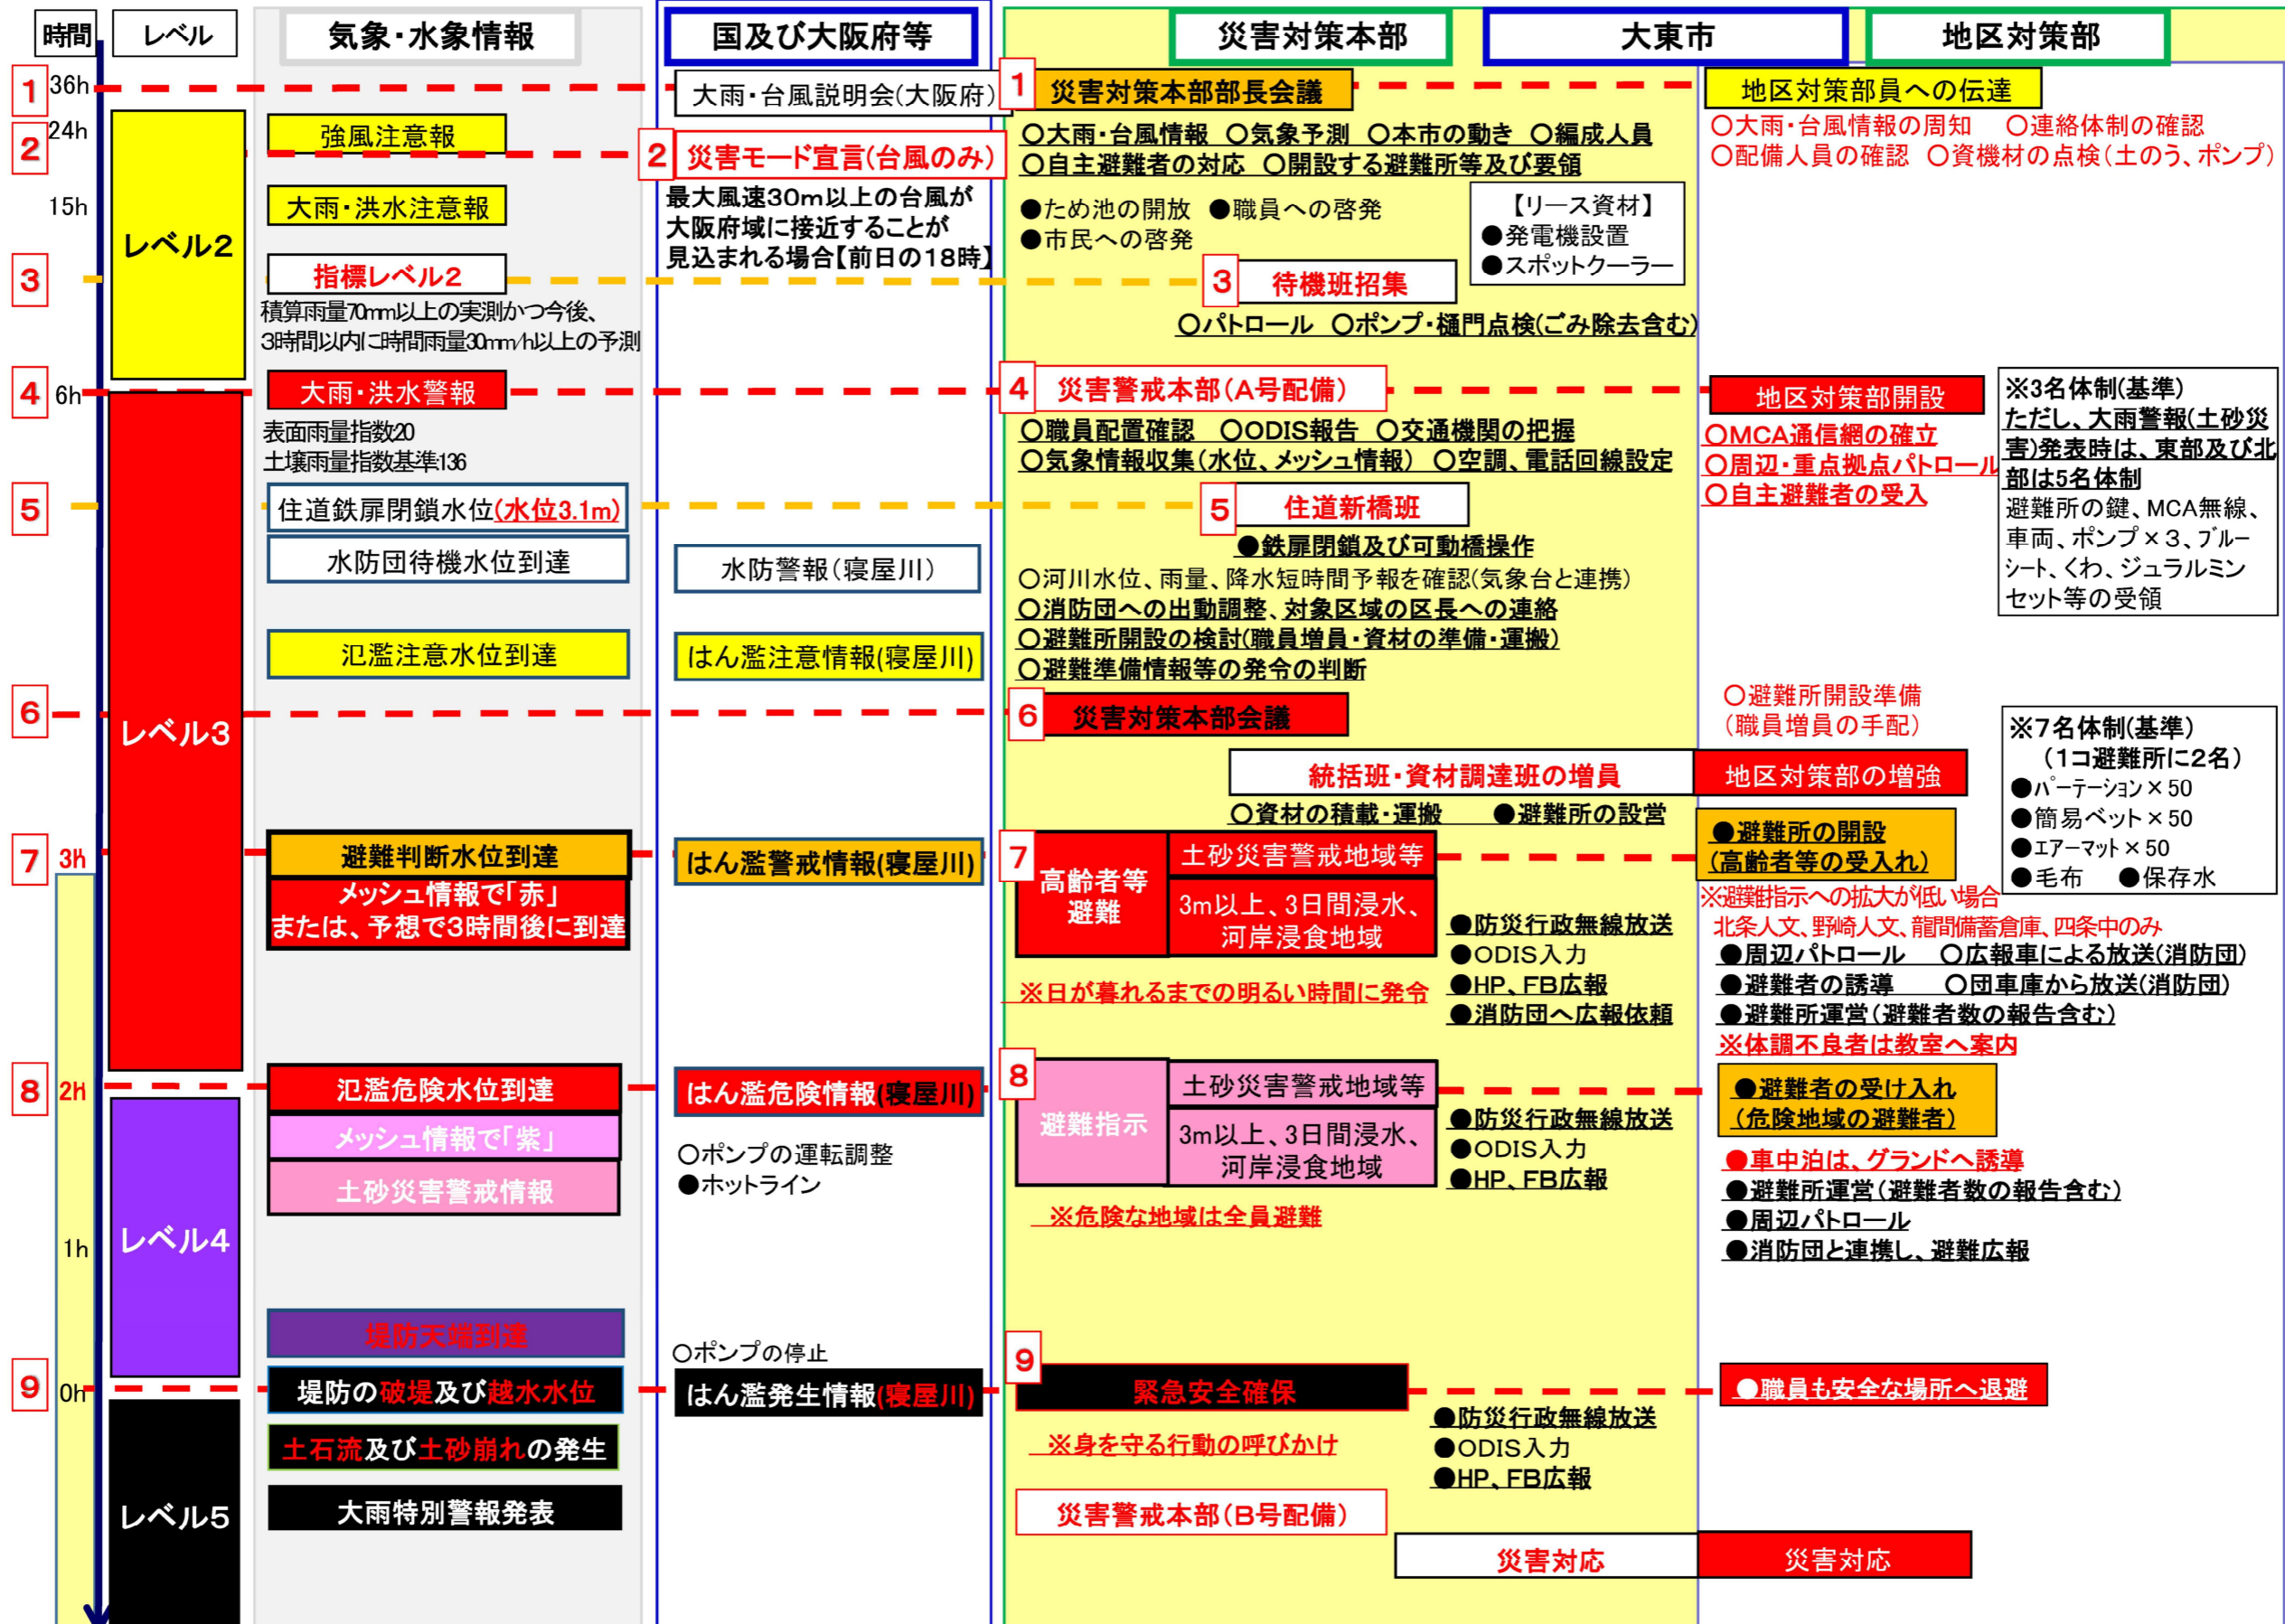 時間
レベル
気象・水象情報
国及び大阪府等
災害対策本部
大東市
地区対策部
1
36h
大雨・台風説明会(大阪府)
1
災害対策本部部長会議
地区対策部員への伝達
2
24h
強風注意報
2
災害モード宣言(台風のみ)
最大風速30m以上の台風が
大阪府域に接近することが
見込まれる場合【前日の18時】
○大雨・台風情報 ○気象予測 ○本市の動き ○編成人員
○自主避難者の対応 ○開設する避難所等及び要領
○大雨・台風情報の周知 ○連絡体制の確認
○配備人員の確認 ○資機材の点検(土のう、ポンプ)
15h
レベル2
大雨・洪水注意報
●ため池の開放 ●職員への啓発
●市民への啓発
【リース資材】
●発電機設置
●スポットクーラー
3
指標レベル2
積算雨量70mm以上の実測かつ今後、
3時間以内に時間雨量30mm/h以上の予測
3
待機班招集
○パトロール ○ポンプ・樋門点検(ごみ除去含む)
4
6h
大雨・洪水警報
表面雨量指数20
土壌雨量指数基準136
4
災害警戒本部(A号配備)
○職員配置確認 ○ODIS報告 ○交通機関の把握
○気象情報収集(水位、メッシュ情報) ○空調、電話回線設定
地区対策部開設
○MCA通信網の確立
○周辺・重点拠点パトロール
○自主避難者の受入
※3名体制(基準)
ただし、大雨警報(土砂災
害)発表時は、東部及び北
部は5名体制
避難所の鍵、MCA無線、
車両、ポンプ×3、ブルー
シート、くわ、ジュラルミン
セット等の受領
5
住道鉄扉閉鎖水位(水位3.1m)
5
住道新橋班
●鉄扉閉鎖及び可動橋操作
水防団待機水位到達
水防警報(寝屋川)
○河川水位、雨量、降水短時間予報を確認(気象台と連携)
○消防団への出動調整、対象区域の区長への連絡
○避難所開設の検討(職員増員・資材の準備・運搬)
○避難準備情報等の発令の判断
氾濫注意水位到達
はん濫注意情報(寝屋川)
6
レベル3
6
災害対策本部会議
○避難所開設準備
(職員増員の手配)
統括班・資材調達班の増員
地区対策部の増強
○資材の積載・運搬 ●避難所の設営
※7名体制(基準)
(1コ避難所に2名)
●パーテーション×50
●簡易ベット×50
●エアーマット×50
●毛布 ●保存水
7
3h
避難判断水位到達
メッシュ情報で「赤」
または、予想で3時間後に到達
はん濫警戒情報(寝屋川)
7
高齢者等
避難
土砂災害警戒地域等
3m以上、3日間浸水、
河岸浸食地域
※日が暮れるまでの明るい時間に発令
●防災行政無線放送
●ODIS入力
●HP、FB広報
●消防団へ広報依頼
●避難所の開設
(高齢者等の受入れ)
※避難指示への拡大が低い場合
北条人文、野崎人文、龍間備蓄倉庫、四条中のみ
●周辺パトロール ○広報車による放送(消防団)
●避難者の誘導 ○団車庫から放送(消防団)
●避難所運営(避難者数の報告含む)
※体調不良者は教室へ案内
8
2h
氾濫危険水位到達
メッシュ情報で「紫」
土砂災害警戒情報
はん濫危険情報(寝屋川)
○ポンプの運転調整
●ホットライン
8
避難指示
土砂災害警戒地域等
3m以上、3日間浸水、
河岸浸食地域
※危険な地域は全員避難
●防災行政無線放送
●ODIS入力
●HP、FB広報
●避難者の受け入れ
(危険地域の避難者)
●車中泊は、グランドへ誘導
●避難所運営(避難者数の報告含む)
●周辺パトロール
●消防団と連携し、避難広報
1h
レベル4
堤防天端到達
○ポンプの停止
9
0h
堤防の破堤及び越水水位
はん濫発生情報(寝屋川)
9
緊急安全確保
●職員も安全な場所へ退避
土石流及び土砂崩れの発生
※身を守る行動の呼びかけ
●防災行政無線放送
●ODIS入力
●HP、FB広報
レベル5
大雨特別警報発表
災害警戒本部(B号配備)
災害対応
災害対応